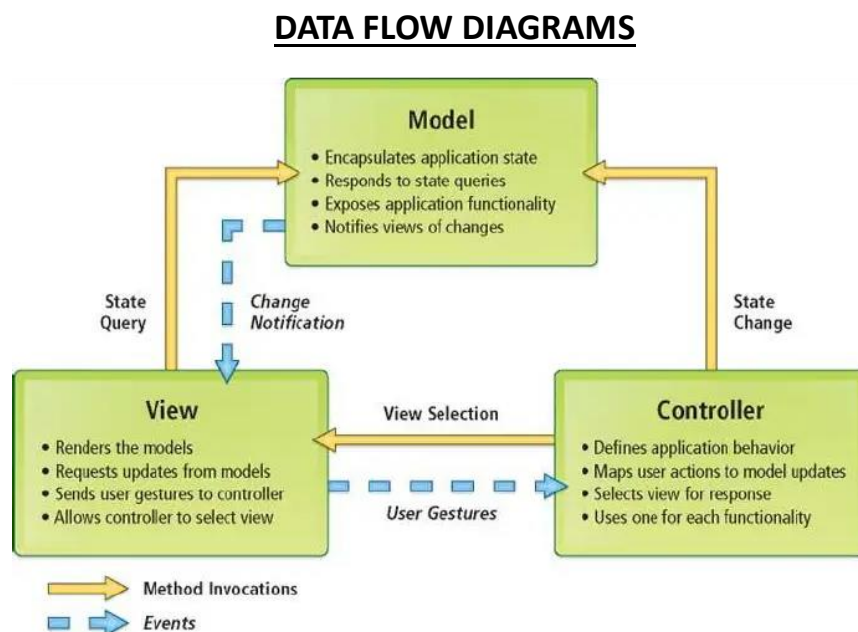 DATA FLOW DIAGRAMS
Model
• Encapsulates application state
• Responds to state queries
• Exposes application functionality
• Notifies views of changes
State
Query
Change
Notification
State
Change
View
• Renders the models
• Requests updates from models
• Sends user gestures to controller
• Allows controller to select view
View Selection
User Gestures
Controller
• Defines application behavior
• Maps user actions to model updates
• Selects view for response
• Uses one for each functionality
Method Invocations
Events